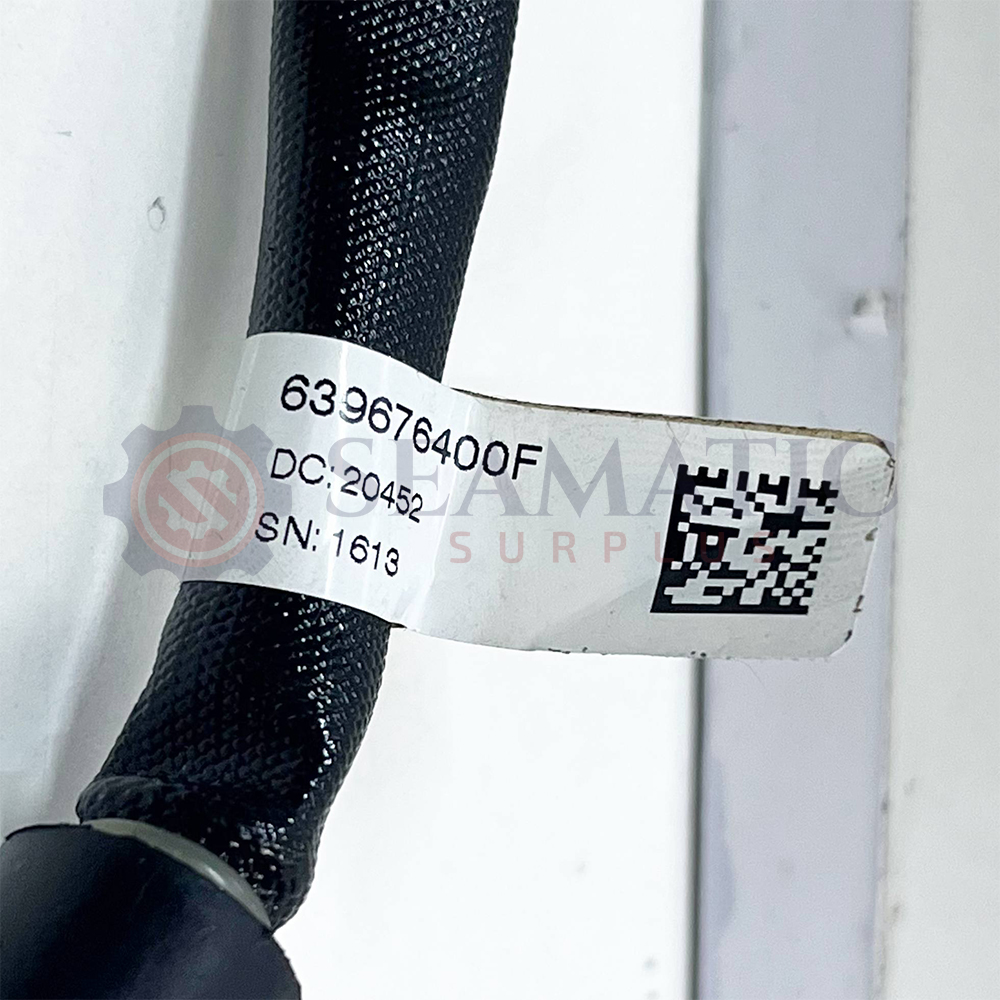 639676400F
DC: 20452
SN: 1613
SEAMATIC
SURPLUS